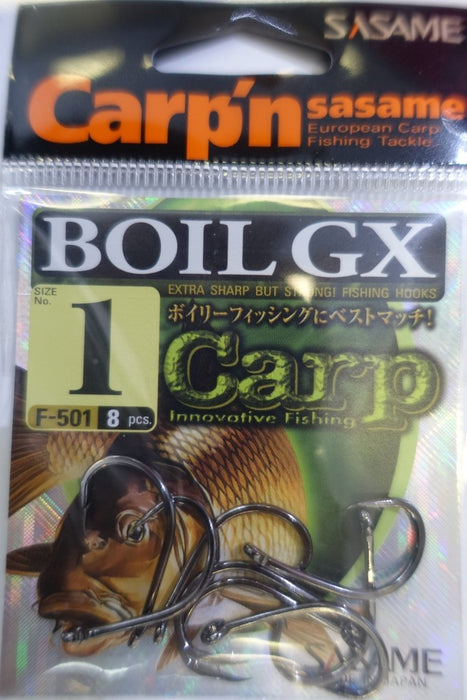 SASAME
Carp'n sasame
European Carp
Fishing Tackle
BOIL GX
SIZE
No.
1
EXTRA SHARP BUT STRONG! FISHING HOOKS
ボイリーフィッシングにベストマッチ!
Carp
Innovative Fishing
F-501 8 pcs.
SASAME
IN JAPAN